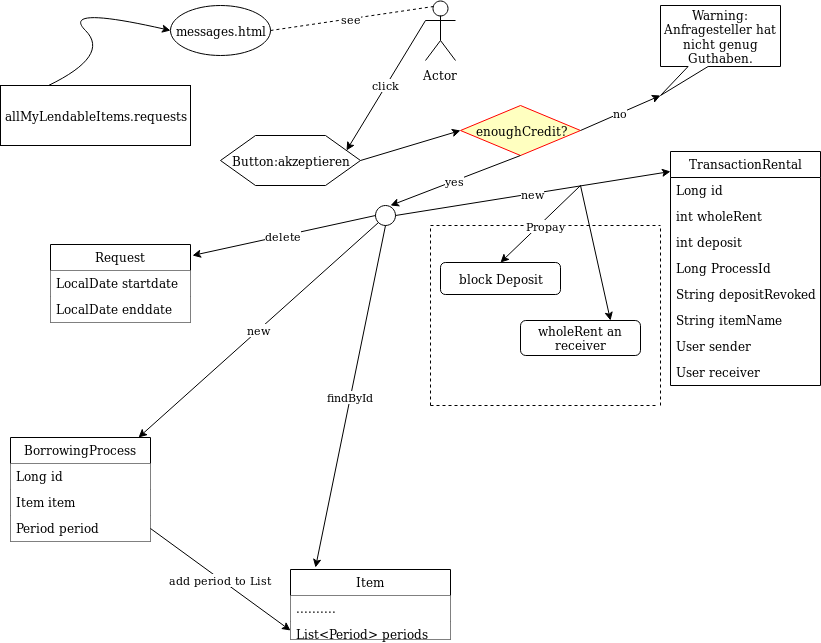 see
messages.html
Warning:
Anfragesteller hat
nicht genug
Guthaben.
Actor
click
allMyLendableItems.requests
no
enoughCredit?
Button:akzeptieren
yes
new
TransactionRental
Long id
int wholeRent
int deposit
Long ProcessId
String depositRevoked
String itemName
User sender
User receiver
Propay
block Deposit
wholeRent an
receiver
delete
Request
LocalDate startdate
LocalDate enddate
new
findById
BorrowingProcess
Long id
Item item
Period period
add period to List
Item
..........
List<Period> periods